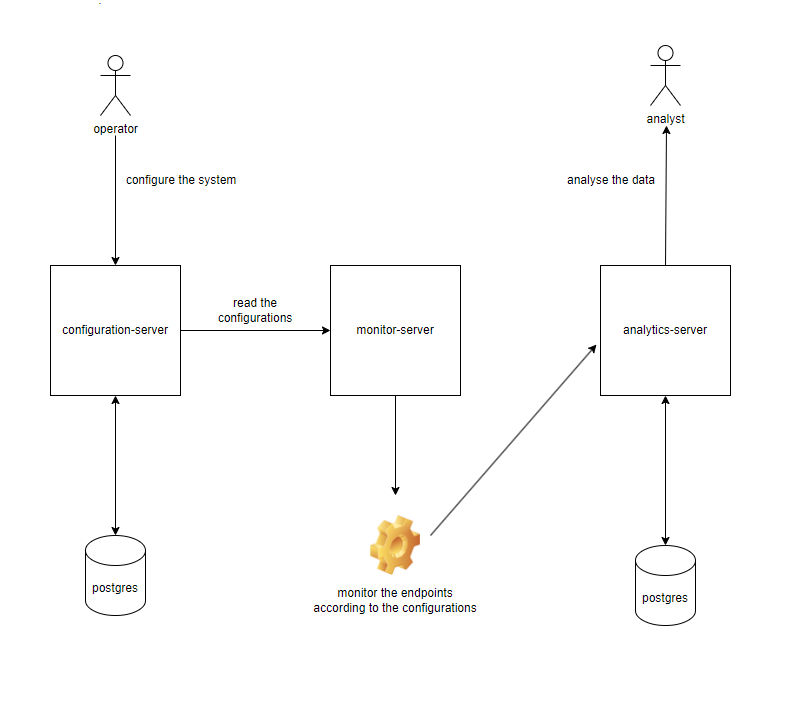 operator
analyst
configure the system
analyse the data
read the
configurations
configuration-server
monitor-server
analytics-server
postgres
monitor the endpoints
according to the configurations
postgres